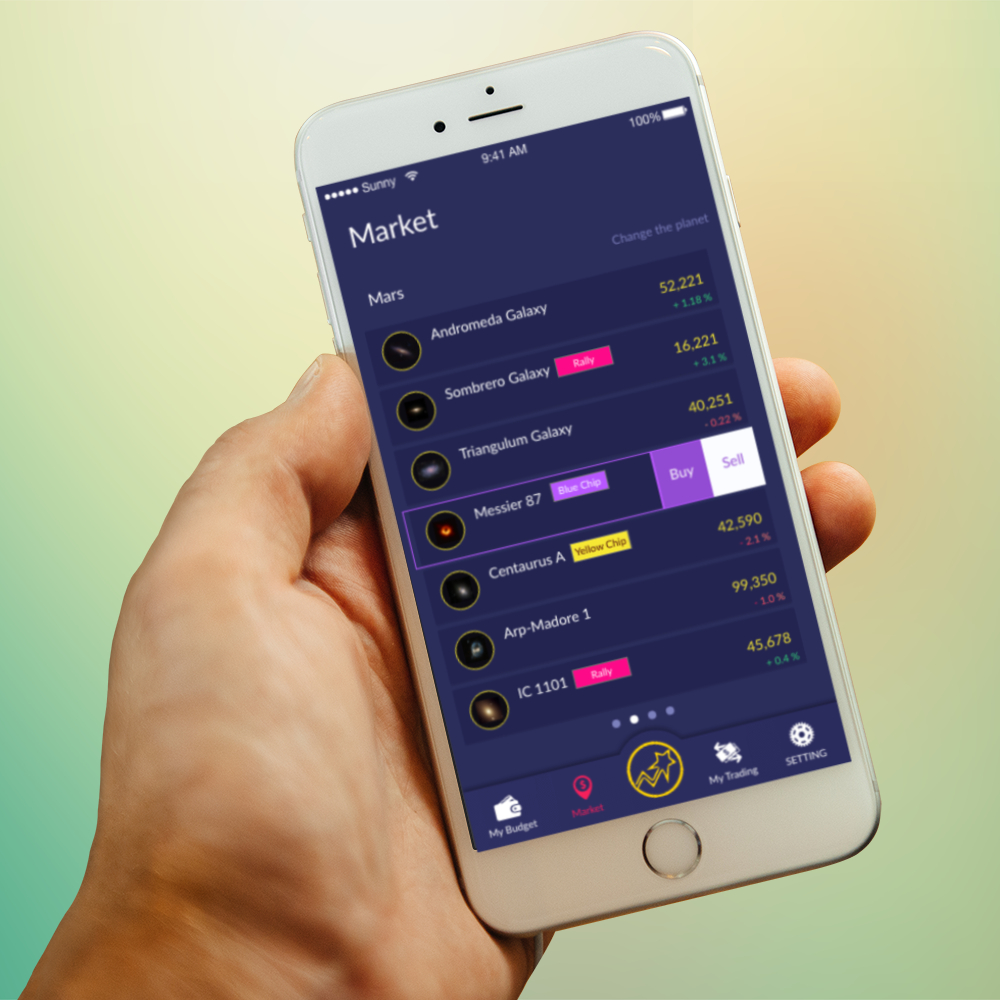 Sunny
9:41 AM
100%
Market
Change the planet
Mars
Andromeda Galaxy
52,221
+ 1.18 %
Sombrero Galaxy
Rally
16,221
+ 3.1 %
Triangulum Galaxy
40,251
- 0.22 %
Messier 87
Blue Chip
Buy
Sell
Centaurus A
Yellow Chip
42,590
- 2.1 %
Arp-Madore 1
99,350
- 1.0 %
IC 1101
Rally
45,678
+ 0.4 %
My Budget
Market
My Trading
SETTING